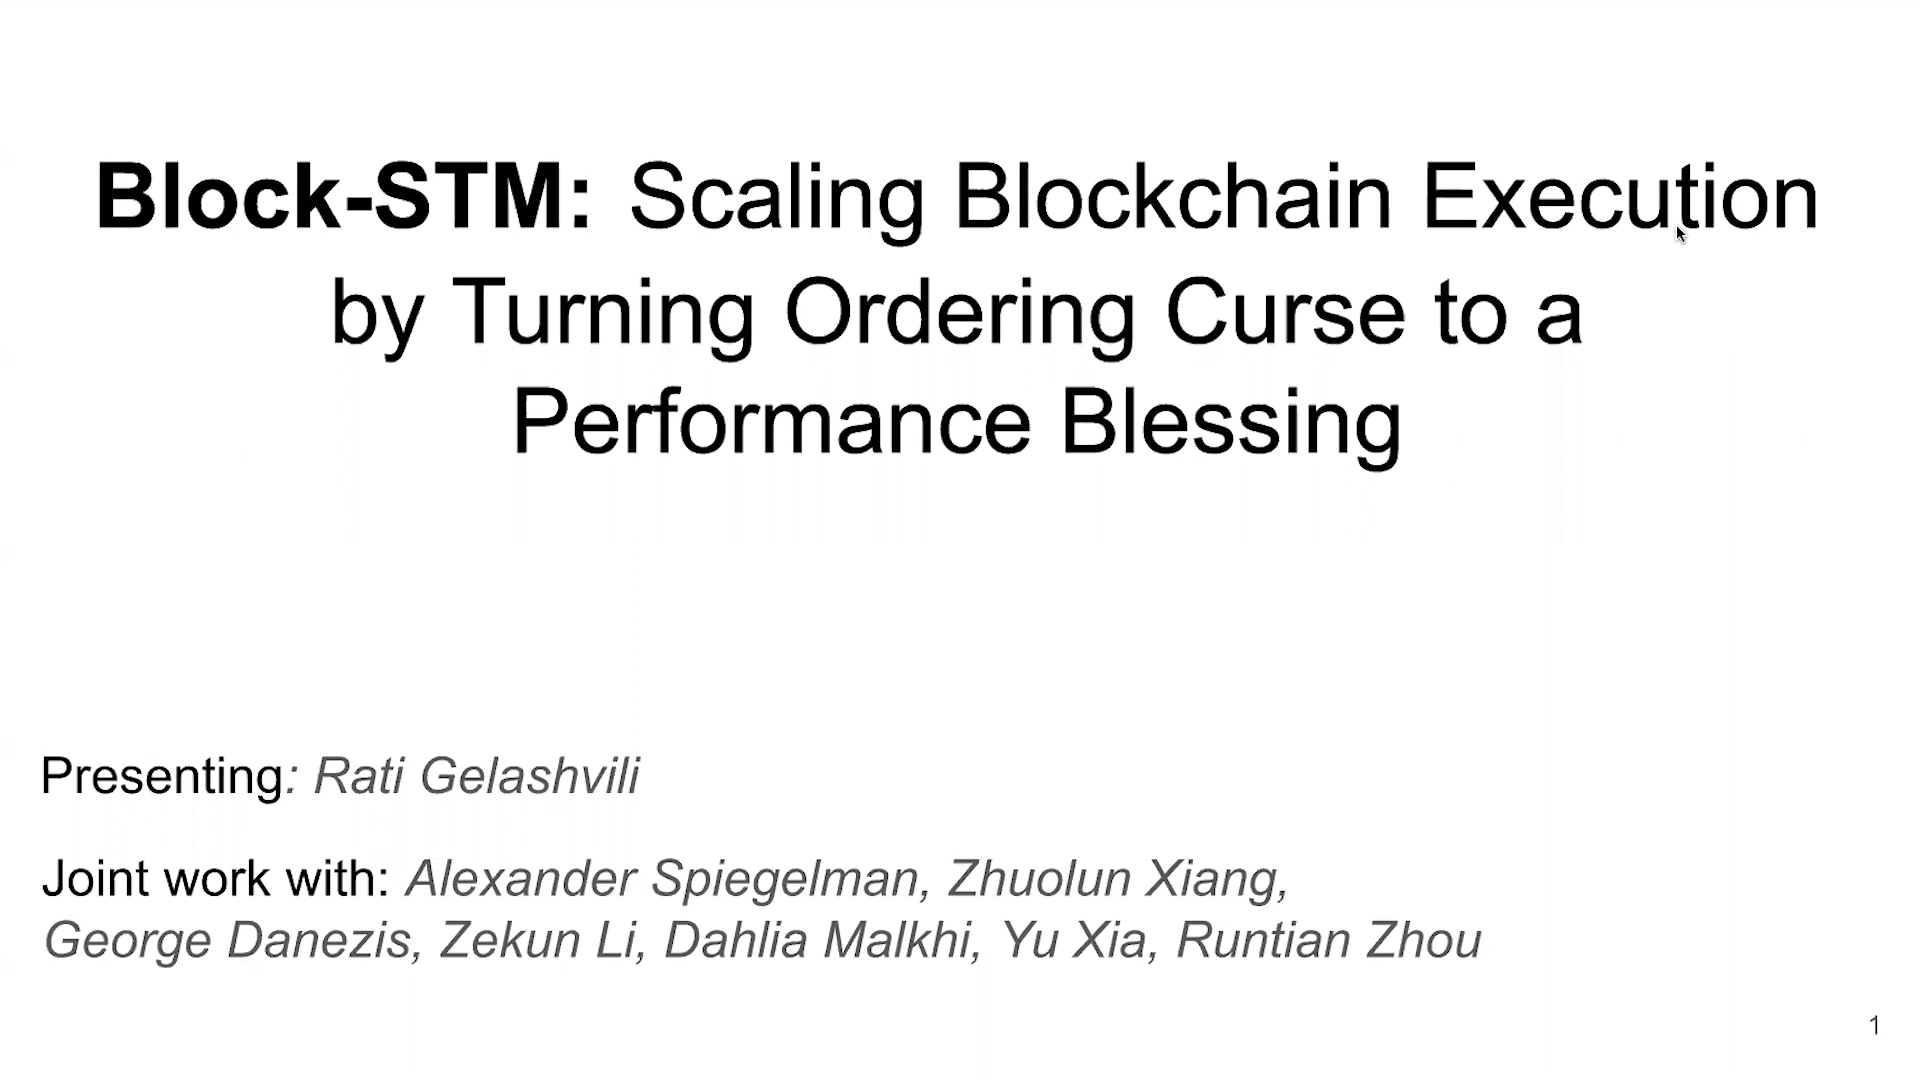 Block-STM: Scaling Blockchain Execution
by Turning Ordering Curse to a
Performance Blessing
Presenting: Rati Gelashvili
Joint work with: Alexander Spiegelman, Zhuolun Xiang,
George Danezis, Zekun Li, Dahlia Malkhi, Yu Xia, Runtian Zhou
1